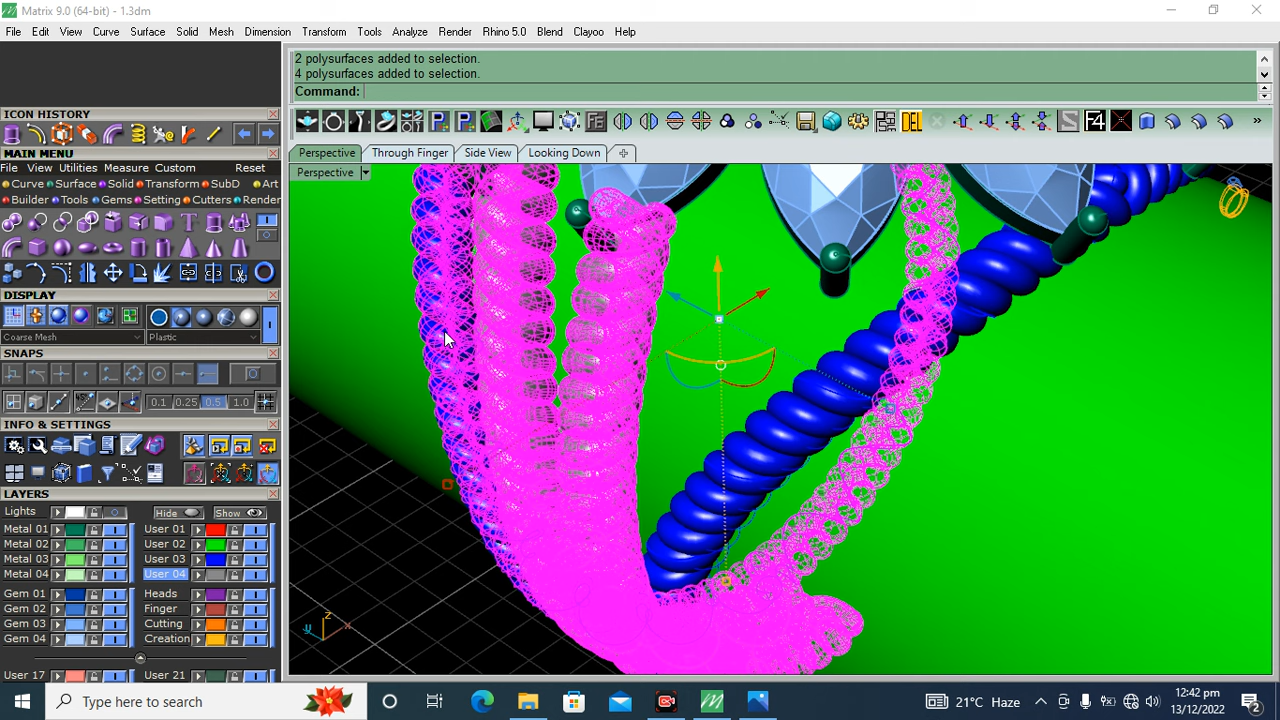 Matrix 9.0 (64-bit) - 1.3dm
File Edit View Curve Surface Solid Mesh Dimension Transform Tools Analyze Render Rhino 5.0 Blend Clayoo Help
2 polysurfaces added to selection.
4 polysurfaces added to selection.
Command:
ICON HISTORY
MAIN MENU
File View Utilities Measure Custom Reset
Curve Surface Solid Transform SubD Art
Builder Tools Gems Setting Cutters Render
DISPLAY
Coarse Mesh Plastic
SNAPS
0.1 0.25 0.5 1.0
INFO & SETTINGS
LAYERS
Lights Hide Show
Metal 01 User 01
Metal 02 User 02
Metal 03 User 03
Metal 04 User 04
Gem 01 Heads
Gem 02 Finger
Gem 03 Cutting
Gem 04 Creation
User 17 User 21
DEL F4
Perspective Through Finger Side View Looking Down
Perspective
z
y x
Type here to search
21°C Haze
12:42 pm
13/12/2022
2